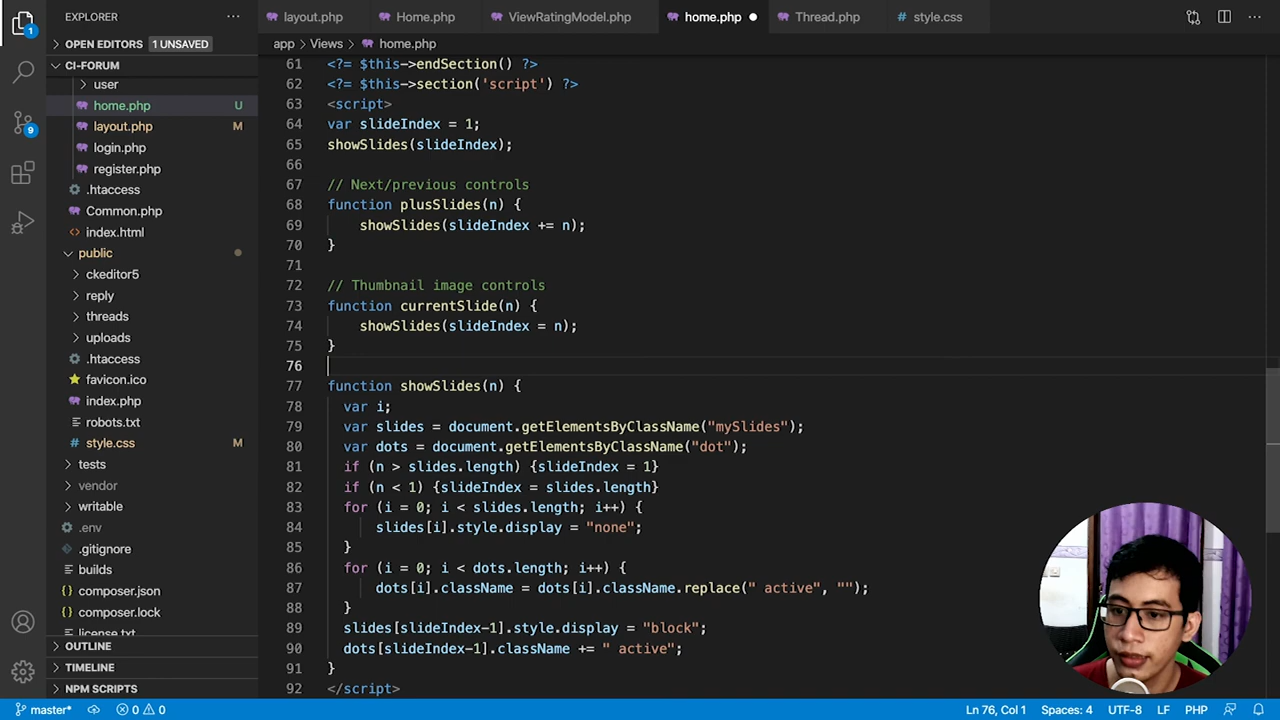 EXPLORER
layout.php
Home.php
ViewRatingModel.php
home.php
Thread.php
style.css
1
OPEN EDITORS 1 UNSAVED
app > Views > home.php
CI-FORUM
user
home.php U
layout.php M
login.php
register.php
.htaccess
Common.php
index.html
public
ckeditor5
reply
threads
uploads
.htaccess
favicon.ico
index.php
robots.txt
style.css M
tests
vendor
writable
.env
.gitignore
builds
composer.json
composer.lock
license.txt
OUTLINE
TIMELINE
NPM SCRIPTS
9
61 <?= $this->endSection() ?>
62 <?= $this->section('script') ?>
63 <script>
64 var slideIndex = 1;
65 showSlides(slideIndex);
66
67 // Next/previous controls
68 function plusSlides(n) {
69 showSlides(slideIndex += n);
70 }
71
72 // Thumbnail image controls
73 function currentSlide(n) {
74 showSlides(slideIndex = n);
75 }
76
77 function showSlides(n) {
78 var i;
79 var slides = document.getElementsByClassName("mySlides");
80 var dots = document.getElementsByClassName("dot");
81 if (n > slides.length) {slideIndex = 1}
82 if (n < 1) {slideIndex = slides.length}
83 for (i = 0; i < slides.length; i++) {
84 slides[i].style.display = "none";
85 }
86 for (i = 0; i < dots.length; i++) {
87 dots[i].className = dots[i].className.replace(" active", "");
88 }
89 slides[slideIndex-1].style.display = "block";
90 dots[slideIndex-1].className += " active";
91 }
92 </script>
master* 0 0 Ln 76, Col 1 Spaces: 4 UTF-8 LF PHP